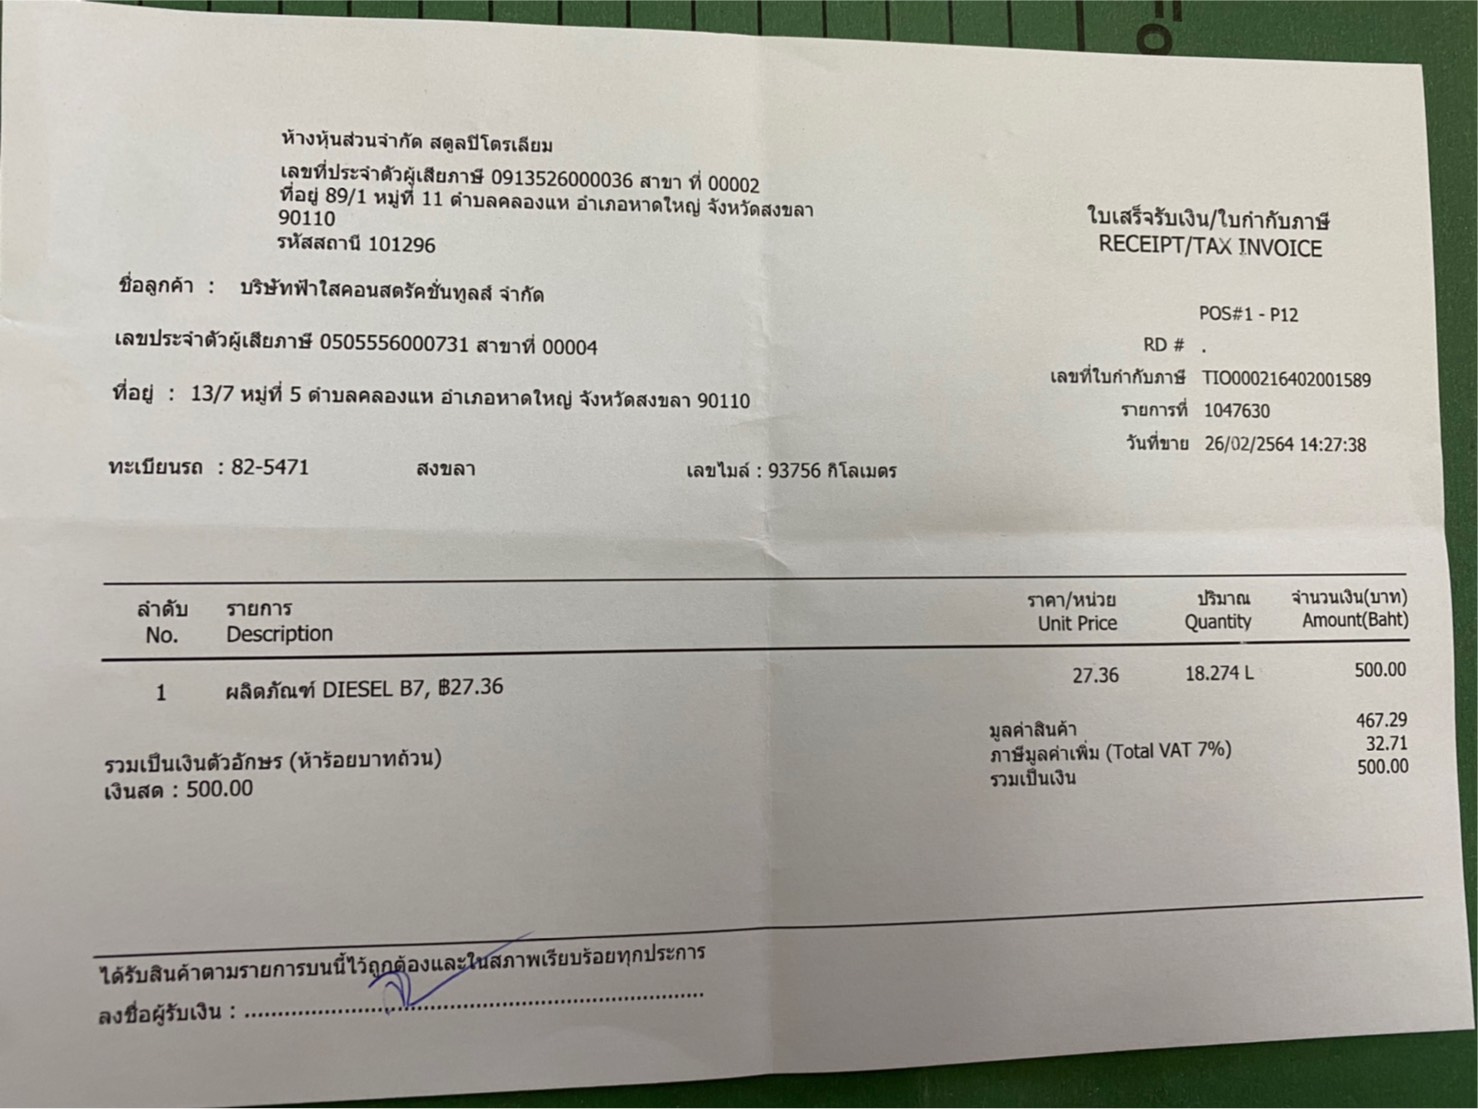 ห้างหุ้นส่วนจำกัด สตูลปิโตรเลียม
เลขที่ประจำตัวผู้เสียภาษี 0913526000036 สาขา ที่ 00002
ที่อยู่ 89/1 หมู่ที่ 11 ตำบลคลองแห อำเภอหาดใหญ่ จังหวัดสงขลา
90110
รหัสสถานี 101296
ใบเสร็จรับเงิน/ใบกำกับภาษี
RECEIPT/TAX INVOICE
ชื่อลูกค้า : บริษัทฟ้าใสคอนสตรัคชั่นทูลส์ จำกัด
POS#1 - P12
เลขประจำตัวผู้เสียภาษี 0505556000731 สาขาที่ 00004
RD # .
เลขที่ใบกำกับภาษี TIO000216402001589
ที่อยู่ : 13/7 หมู่ที่ 5 ตำบลคลองแห อำเภอหาดใหญ่ จังหวัดสงขลา 90110
รายการที่ 1047630
วันที่ขาย 26/02/2564 14:27:38
ทะเบียนรถ : 82-5471 สงขลา เลขไมล์ : 93756 กิโลเมตร
ลำดับ รายการ ราคา/หน่วย ปริมาณ จำนวนเงิน(บาท)
No. Description Unit Price Quantity Amount(Baht)
1 ผลิตภัณฑ์ DIESEL B7, ฿27.36 27.36 18.274 L 500.00
มูลค่าสินค้า 467.29
ภาษีมูลค่าเพิ่ม (Total VAT 7%) 32.71
รวมเป็นเงิน 500.00
รวมเป็นเงินตัวอักษร (ห้าร้อยบาทถ้วน)
เงินสด : 500.00
ได้รับสินค้าตามรายการบนนี้ไว้ถูกต้องและในสภาพเรียบร้อยทุกประการ
ลงชื่อผู้รับเงิน : ......................................................................